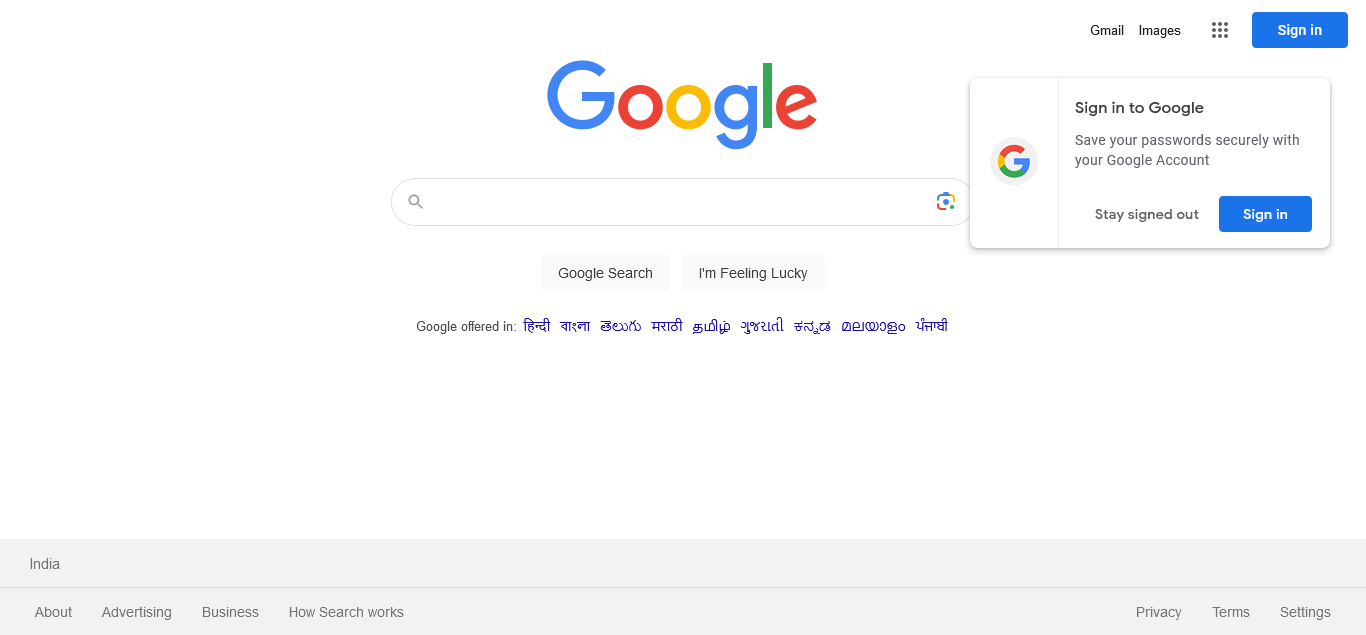 Gmail Images Sign in
Google
Sign in to Google
Save your passwords securely with
your Google Account
Stay signed out Sign in
Google Search I'm Feeling Lucky
Google offered in: हिन्दी বাংলা తెలుగు मराठी தமிழ் ગુજરાતી ಕನ್ನಡ മലയാളം ਪੰਜਾਬੀ
India
About Advertising Business How Search works Privacy Terms Settings